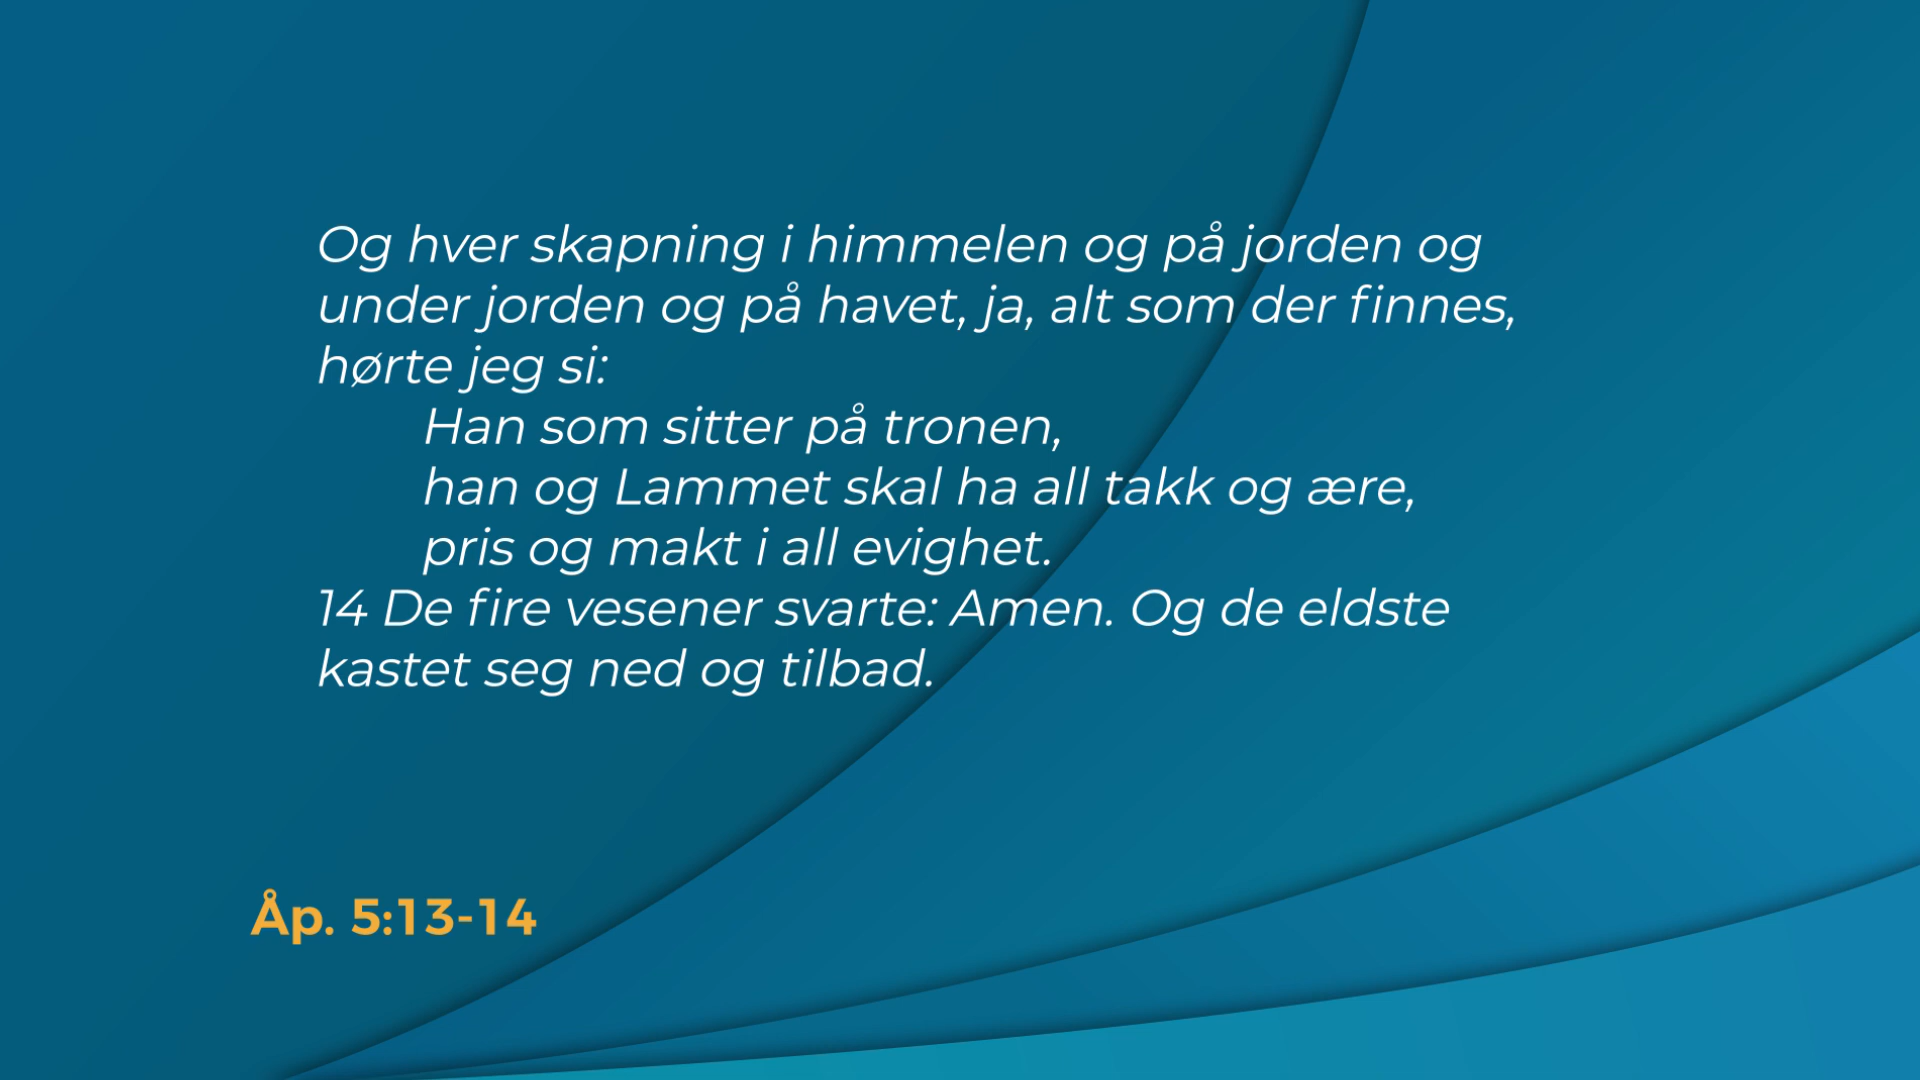 Og hver skapning i himmelen og på jorden og
under jorden og på havet, ja, alt som der finnes,
hørte jeg si:
Han som sitter på tronen,
han og Lammet skal ha all takk og ære,
pris og makt i all evighet.
14 De fire vesener svarte: Amen. Og de eldste
kastet seg ned og tilbad.
Åp. 5:13-14